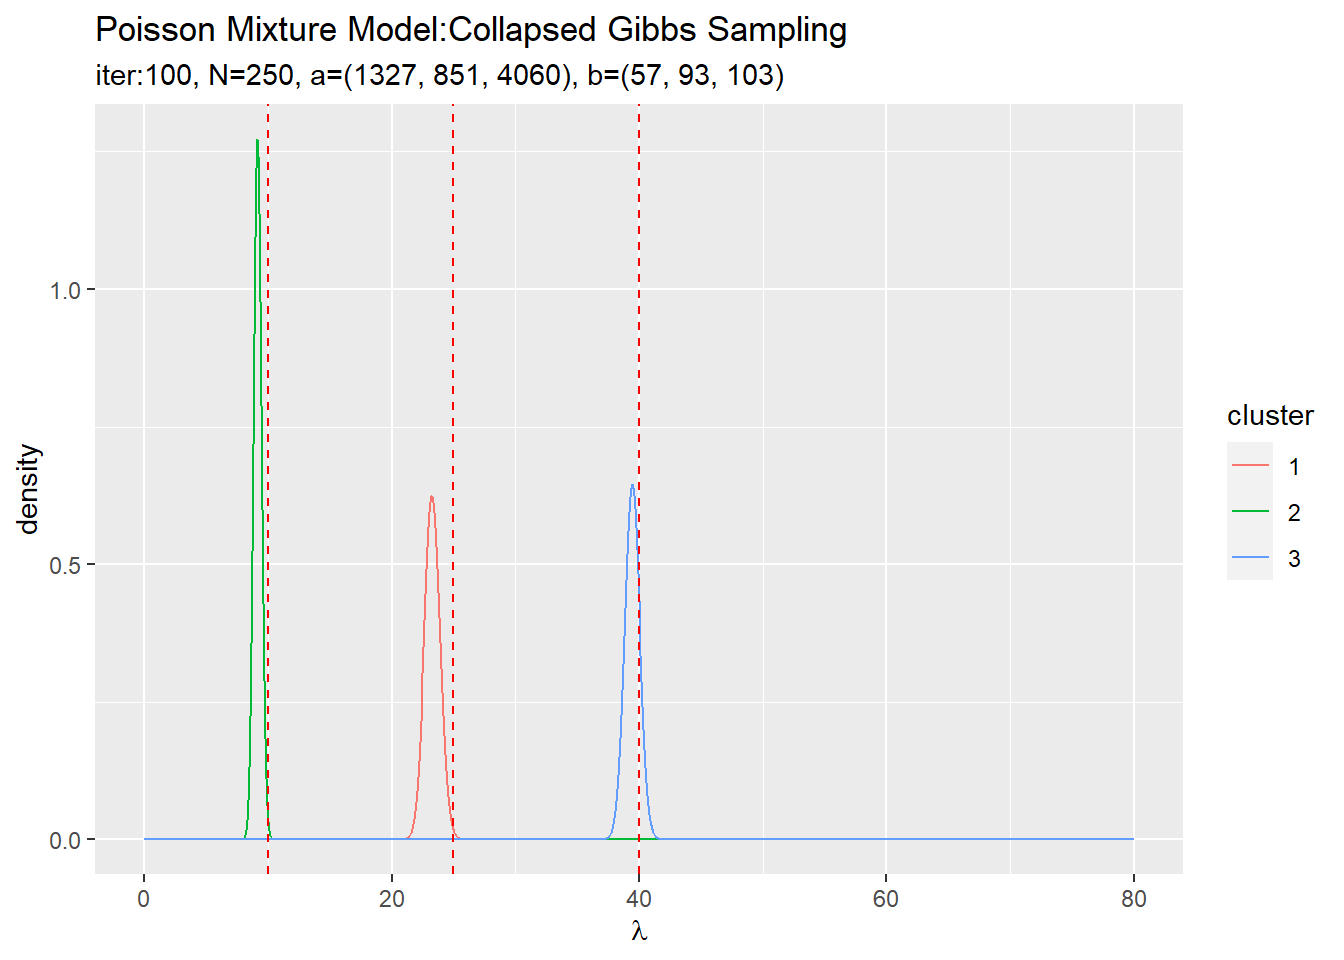 Poisson Mixture Model:Collapsed Gibbs Sampling
iter:100, N=250, a=(1327, 851, 4060), b=(57, 93, 103)
density
1.0
0.5
0.0
0
20
40
60
80
λ
cluster
1
2
3